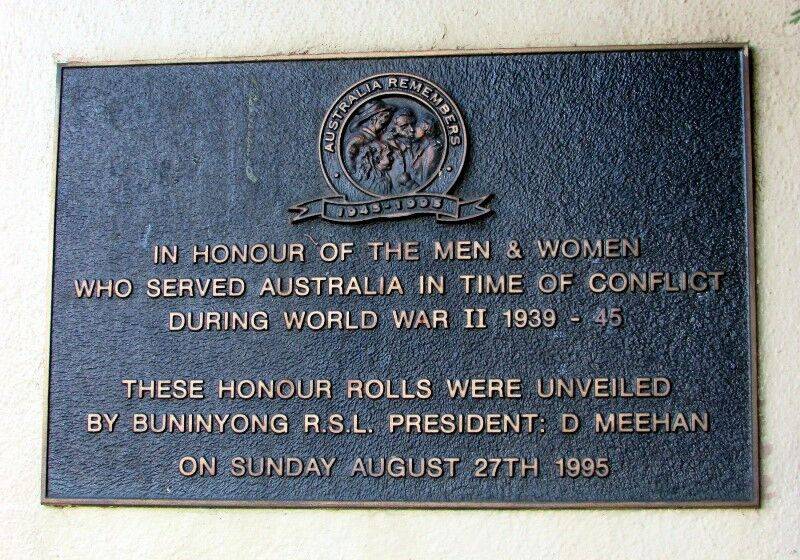 AUSTRALIA REMEMBERS
1945-1995
IN HONOUR OF THE MEN & WOMEN
WHO SERVED AUSTRALIA IN TIME OF CONFLICT
DURING WORLD WAR II 1939 - 45
THESE HONOUR ROLLS WERE UNVEILED
BY BUNINYONG R.S.L. PRESIDENT: D MEEHAN
ON SUNDAY AUGUST 27TH 1995